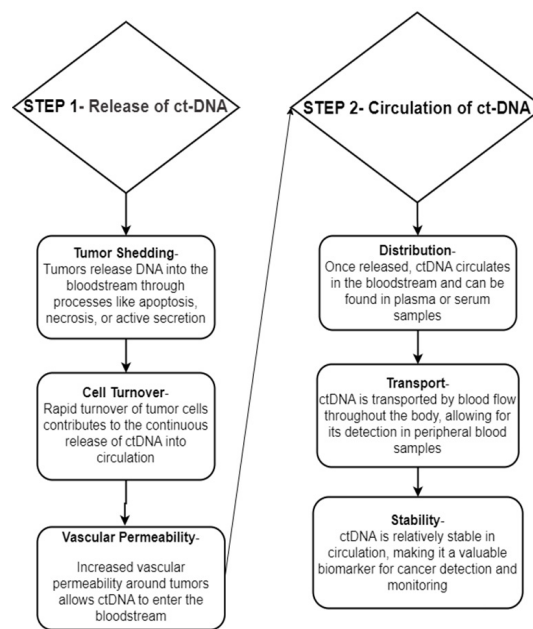 STEP 1- Release of ct-DNA
Tumor Shedding-
Tumors release DNA into the
bloodstream through
processes like apoptosis,
necrosis, or active secretion
Cell Turnover-
Rapid turnover of tumor cells
contributes to the continuous
release of ctDNA into
circulation
Vascular Permeability-
Increased vascular
permeability around tumors
allows ctDNA to enter the
bloodstream
STEP 2- Circulation of ct-DNA
Distribution-
Once released, ctDNA circulates
in the bloodstream and can be
found in plasma or serum
samples
Transport-
ctDNA is transported by blood flow
throughout the body, allowing for
its detection in peripheral blood
samples
Stability-
ctDNA is relatively stable in
circulation, making it a valuable
biomarker for cancer detection and
monitoring